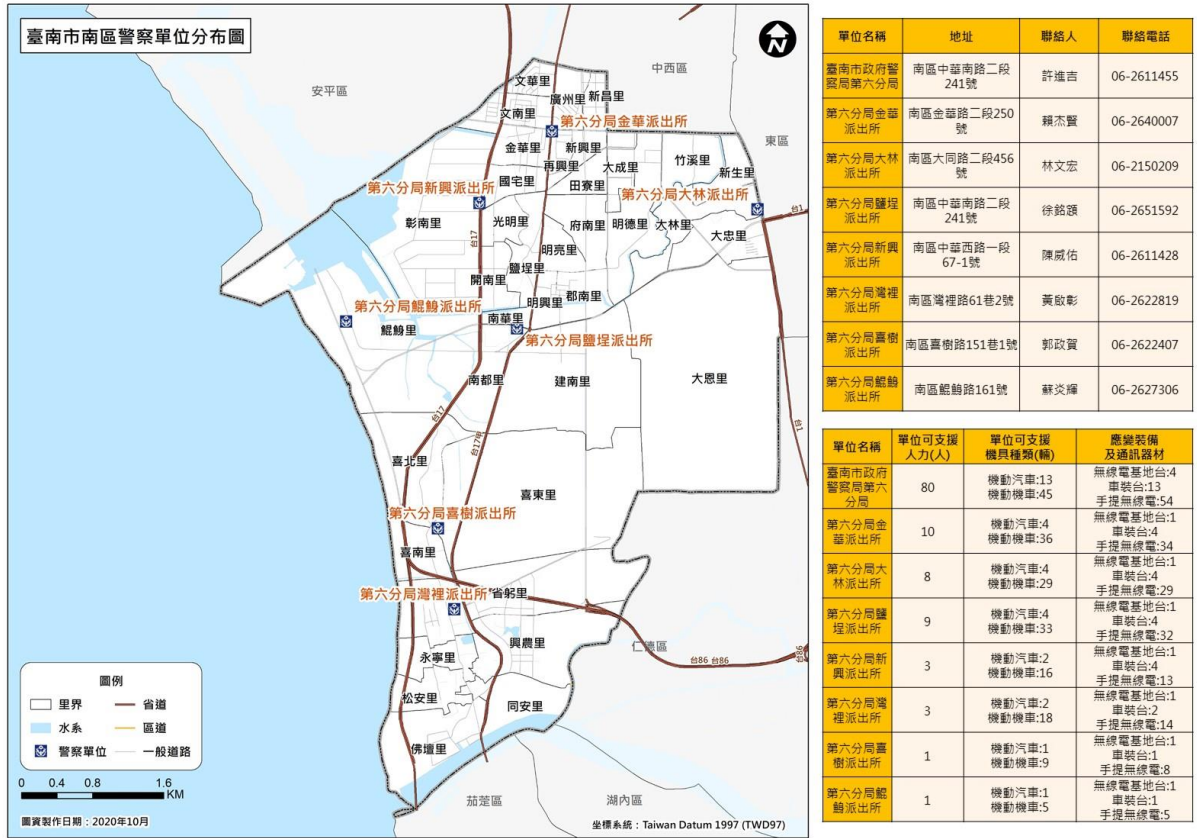 臺南市南區警察單位分布圖
N
中西區
安平區
文華里
廣州里
新昌里
文南里
第六分局金華派出所
東區
金華里
新興里
竹溪里
再興里
大成里
新生里
國宅里
田寮里
第六分局新興派出所
第六分局大林派出所
台1
彰南里
光明里
府南里
明德里
大林里
大忠里
台17
明亮里
鹽埕里
開南里
郡南里
明興里
第六分局鯤鯓派出所
南華里
鯤鯓里
第六分局鹽埕派出所
南都里
建南里
大恩里
台17
台1
台17甲
喜北里
喜東里
第六分局喜樹派出所
喜南里
第六分局灣裡派出所
省躬里
興農里
仁德區
台86
台86
台86
永寧里
松安里
同安里
佛壇里
茄萣區
湖內區
圖例
里界
省道
水系
區道
警察單位
一般道路
0 0.4 0.8 1.6
KM
圖資製作日期：2020年10月
坐標系統：Taiwan Datum 1997 (TWD97)
單位名稱 地址 聯絡人 聯絡電話
臺南市政府警
察局第六分局
南區中華南路二段
241號
許進吉
06-2611455
第六分局金華
派出所
南區金華路二段250
號
賴杰賢
06-2640007
第六分局大林
派出所
南區大同路二段456
號
林文宏
06-2150209
第六分局鹽埕
派出所
南區中華南路二段
241號
徐銘躦
06-2651592
第六分局新興
派出所
南區中華西路一段
67-1號
陳威佑
06-2611428
第六分局灣裡
派出所
南區灣裡路61巷2號
黃啟彰
06-2622819
第六分局喜樹
派出所
南區喜樹路151巷1號
郭政賀
06-2622407
第六分局鯤鯓
派出所
南區鯤鯓路161號
蘇炎輝
06-2627306
單位名稱
單位可支援
人力(人)
單位可支援
機具種類(輛)
應變裝備
及通訊器材
臺南市政府
警察局第六
分局
80
機動汽車:13
機動機車:45
無線電基地台:4
車裝台:13
手提無線電:54
第六分局金
華派出所
10
機動汽車:4
機動機車:36
無線電基地台:1
車裝台:4
手提無線電:34
第六分局大
林派出所
8
機動汽車:4
機動機車:29
無線電基地台:1
車裝台:4
手提無線電:29
第六分局鹽
埕派出所
9
機動汽車:4
機動機車:33
無線電基地台:1
車裝台:4
手提無線電:32
第六分局新
興派出所
3
機動汽車:2
機動機車:16
無線電基地台:1
車裝台:4
手提無線電:13
第六分局灣
裡派出所
3
機動汽車:2
機動機車:18
無線電基地台:1
車裝台:2
手提無線電:14
第六分局喜
樹派出所
1
機動汽車:1
機動機車:9
無線電基地台:1
車裝台:1
手提無線電:8
第六分局鯤
鯓派出所
1
機動汽車:1
機動機車:5
無線電基地台:1
車裝台:1
手提無線電:5